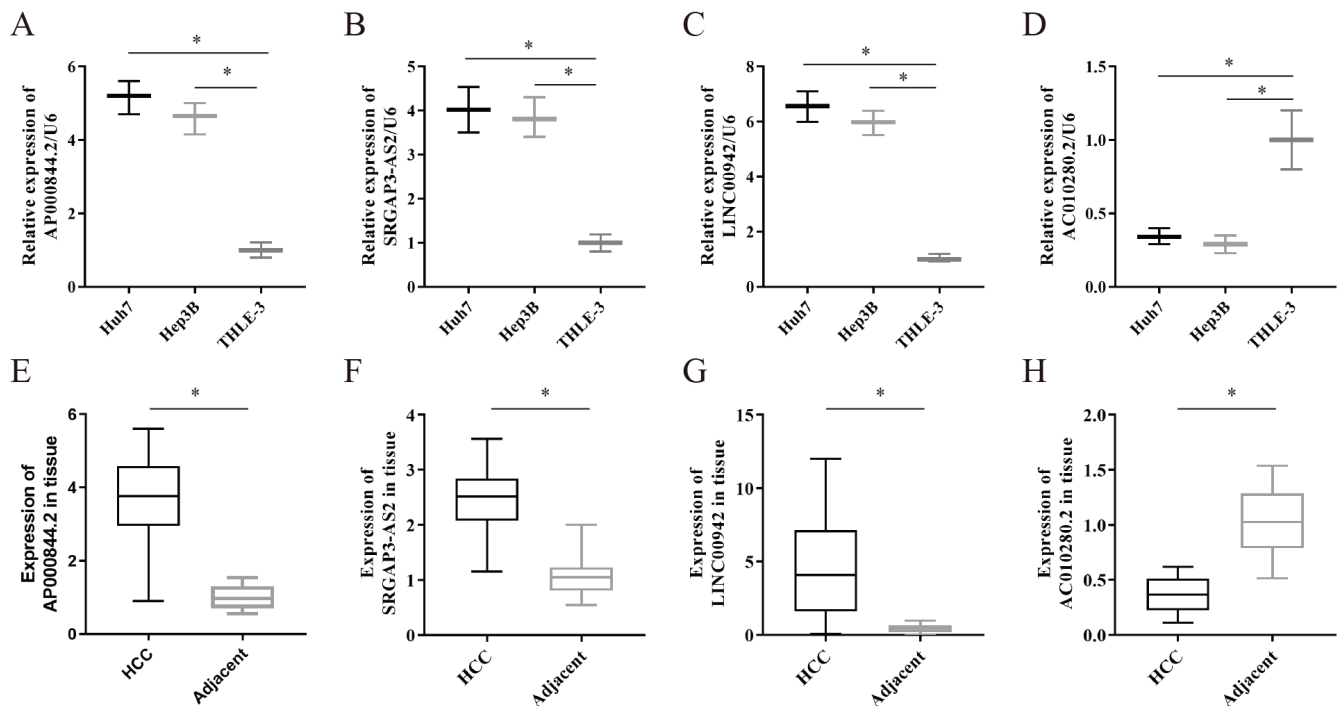 A
Relative expression of
AP000844.2/U6
6
4
2
0
*
*
Huh7
Hep3B
THLE-3
B
Relative expression of
SRGAP3-AS2/U6
5
4
3
2
1
0
*
*
Huh7
Hep3B
THLE-3
C
Relative expression of
LINC00942/U6
8
6
4
2
0
*
*
Huh7
Hep3B
THLE-3
D
Relative expression of
AC010280.2/U6
1.5
1.0
0.5
0.0
*
*
Huh7
Hep3B
THLE-3
E
Expression of
AP000844.2 in tissue
6
4
2
0
*
HCC
Adjacent
F
Expression of
SRGAP3-AS2 in tissue
4
3
2
1
0
*
HCC
Adjacent
G
Expression of
LINC00942 in tissue
15
10
5
0
*
HCC
Adjacent
H
Expression of
AC010280.2 in tissue
2.0
1.5
1.0
0.5
0.0
*
HCC
Adjacent